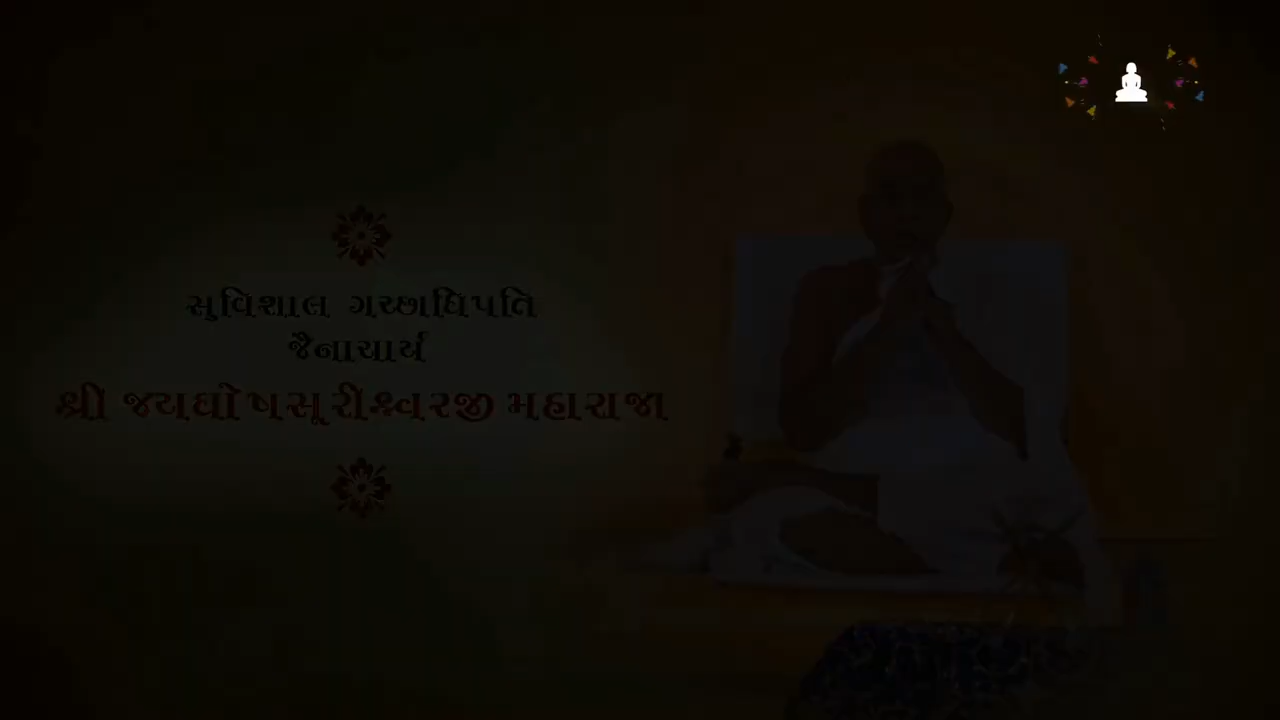 સુવિશાલ ગચ્છાધિપતિ
જૈનાચાર્ય
શ્રી જયઘોષસૂરીશ્વરજી મહારાજા